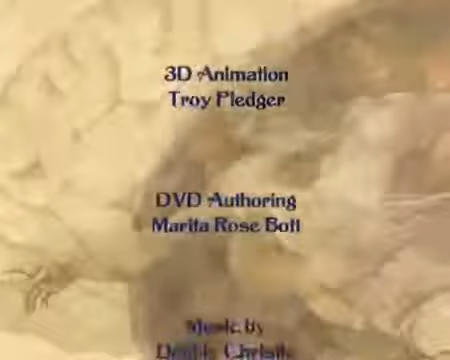 3D Animation
Troy Pledger
DVD Authoring
Marita Rose Bott
Music by